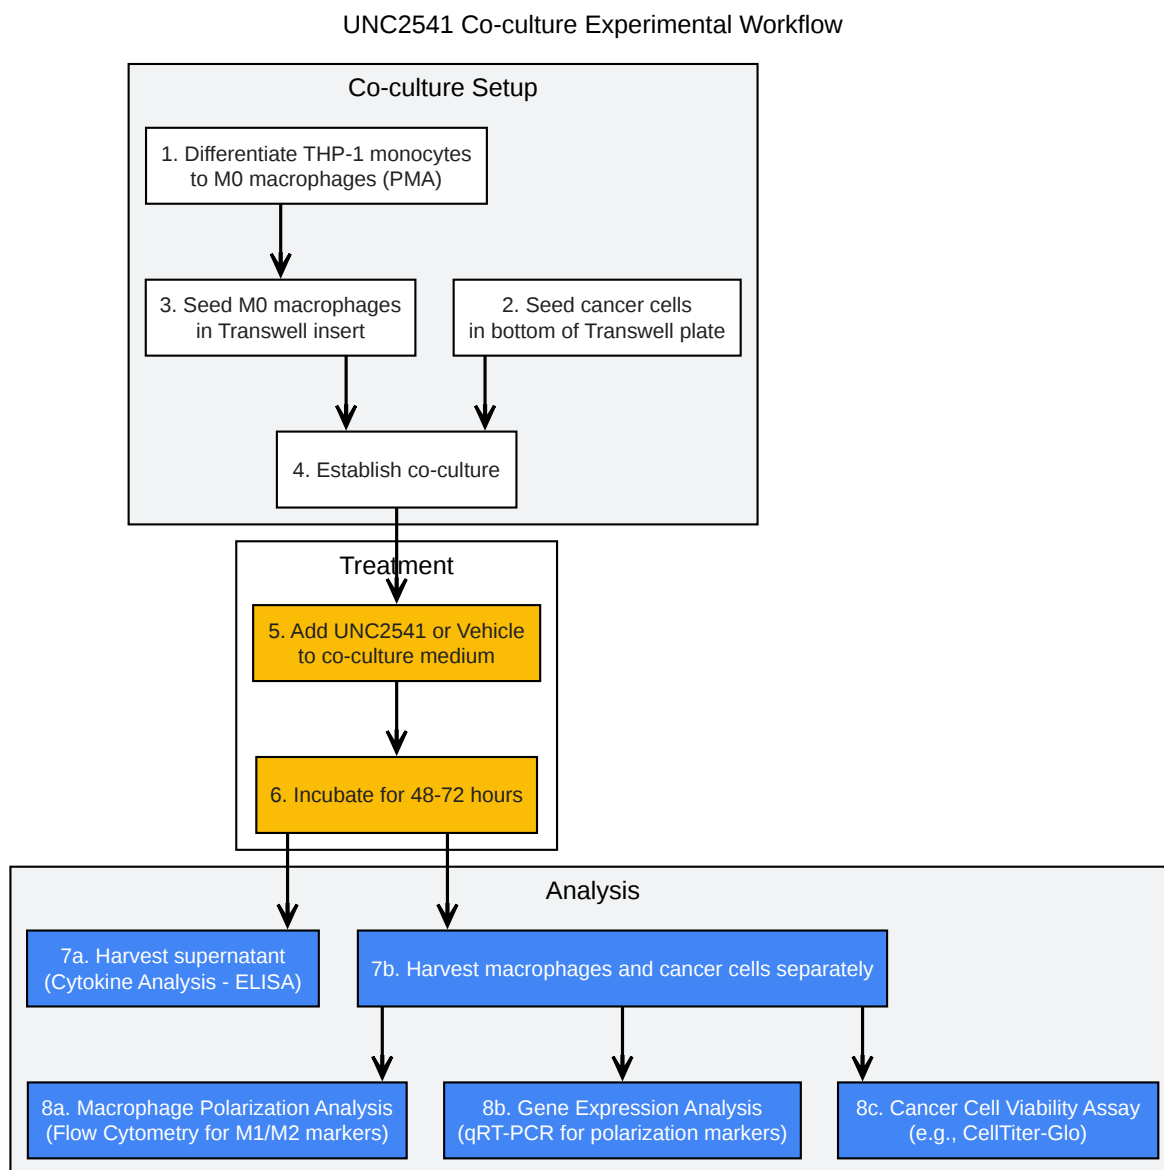 UNC2541 Co-culture Experimental Workflow
Co-culture Setup
1. Differentiate THP-1 monocytes
to M0 macrophages (PMA)
3. Seed M0 macrophages
in Transwell insert
2. Seed cancer cells
in bottom of Transwell plate
4. Establish co-culture
Treatment
5. Add UNC2541 or Vehicle
to co-culture medium
6. Incubate for 48-72 hours
Analysis
7a. Harvest supernatant
(Cytokine Analysis - ELISA)
7b. Harvest macrophages and cancer cells separately
8a. Macrophage Polarization Analysis
(Flow Cytometry for M1/M2 markers)
8b. Gene Expression Analysis
(qRT-PCR for polarization markers)
8c. Cancer Cell Viability Assay
(e.g., CellTiter-Glo)